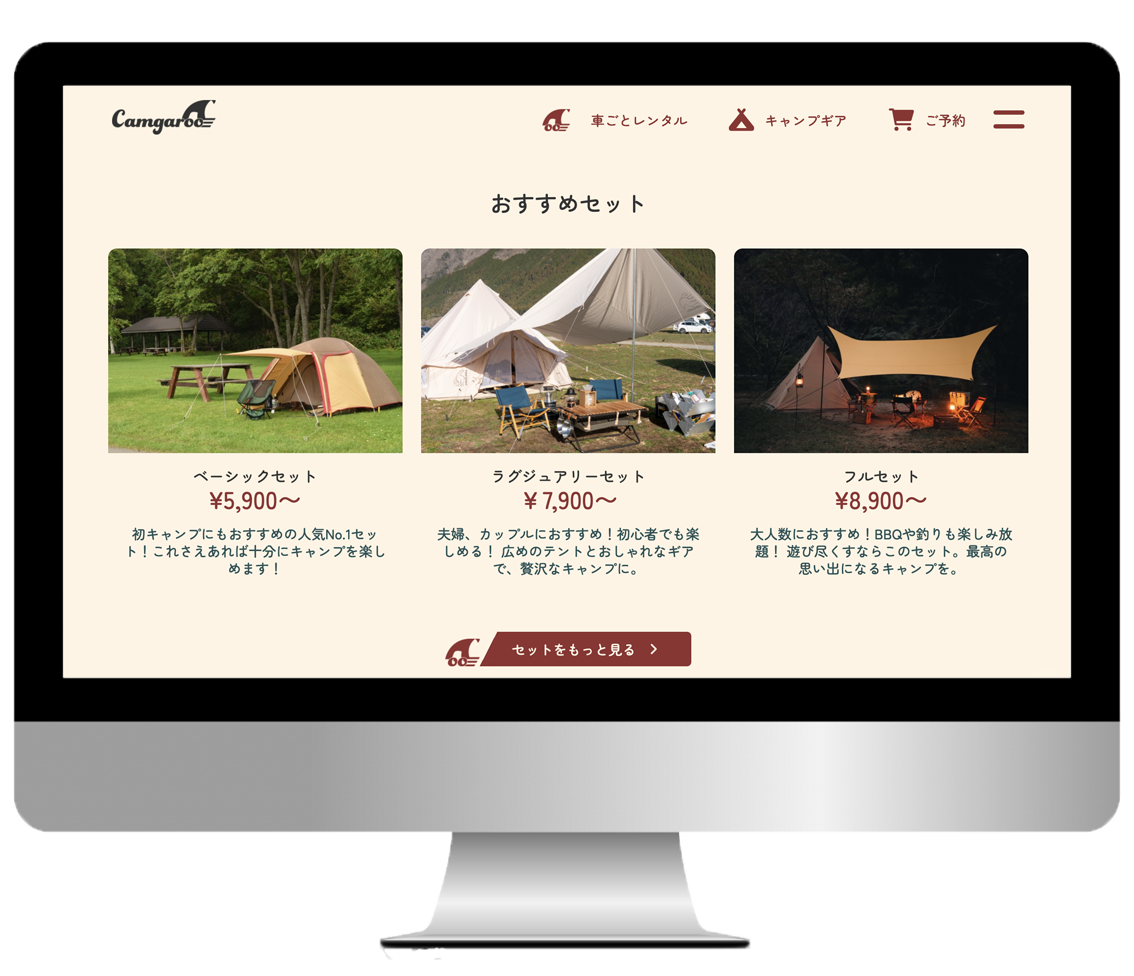 Camgaroo
車ごとレンタル
キャンプギア
ご予約
おすすめセット
ベーシックセット
¥5,900〜
初キャンプにもおすすめの人気No.1セッ
ト！これさえあれば十分にキャンプを楽し
めます！
ラグジュアリーセット
¥ 7,900〜
夫婦、カップルにおすすめ！初心者でも楽
しめる！ 広めのテントとおしゃれなギア
で、贅沢なキャンプに。
フルセット
¥8,900〜
大人数におすすめ！BBQや釣りも楽しみ放
題！ 遊び尽くすならこのセット。最高の
思い出になるキャンプを。
セットをもっと見る